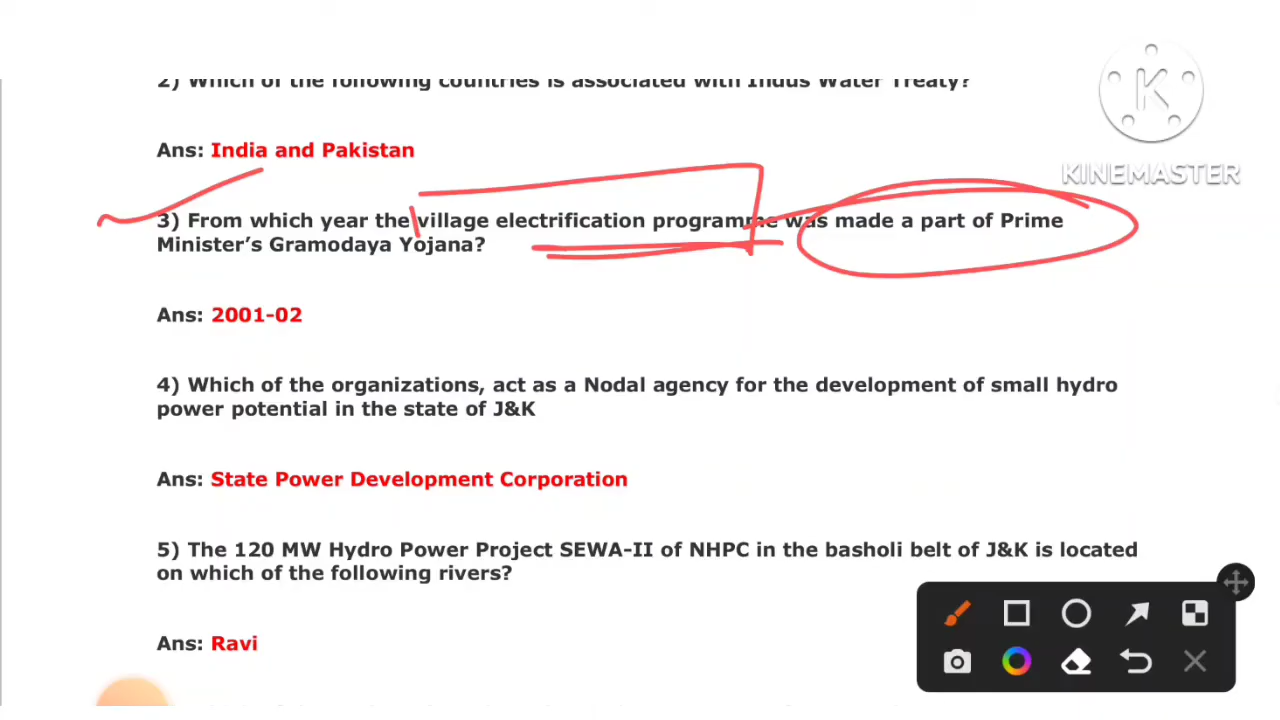 2) Which of the following countries is associated with Indus Water Treaty?
Ans: India and Pakistan
KINEMASTER
3) From which year the village electrification programme was made a part of Prime
Minister's Gramodaya Yojana?
Ans: 2001-02
4) Which of the organizations, act as a Nodal agency for the development of small hydro
power potential in the state of J&K
Ans: State Power Development Corporation
5) The 120 MW Hydro Power Project SEWA-II of NHPC in the basholi belt of J&K is located
on which of the following rivers?
Ans: Ravi